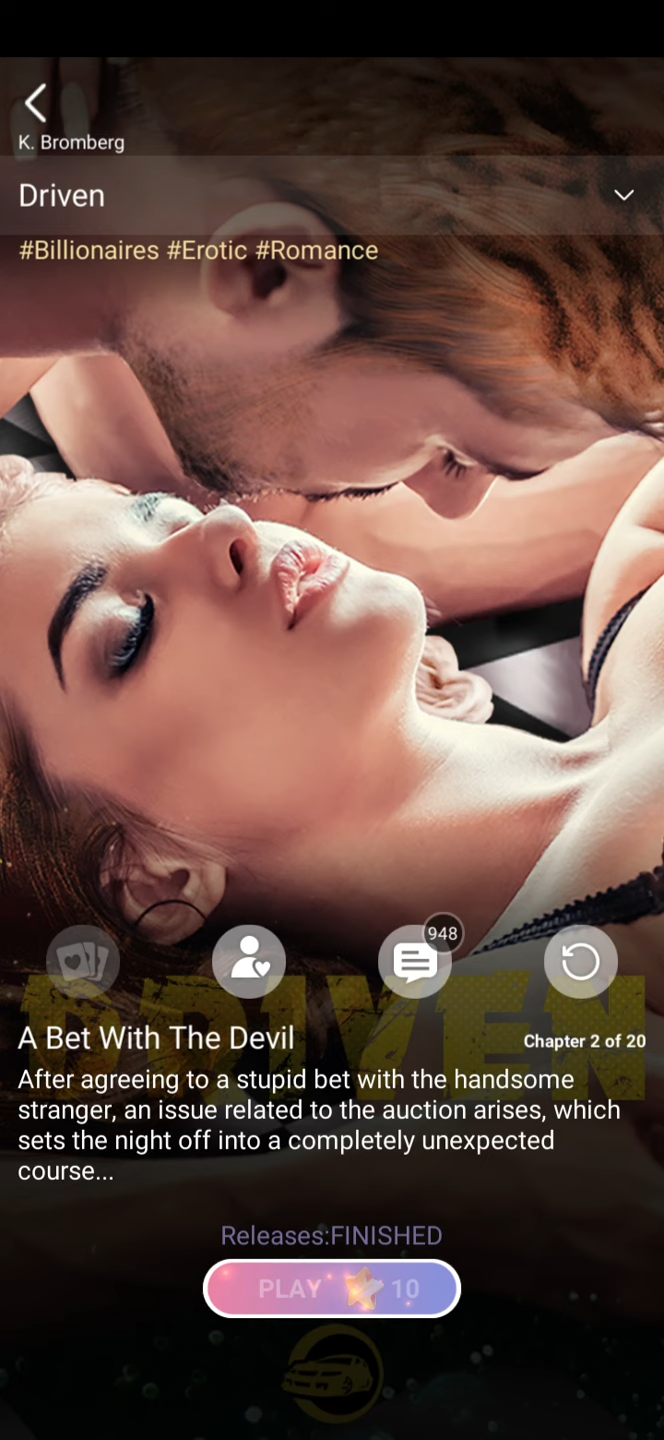 K. Bromberg
Driven
#Billionaires #Erotic #Romance
948
DRIVEN
A Bet With The Devil
Chapter 2 of 20
After agreeing to a stupid bet with the handsome
stranger, an issue related to the auction arises, which
sets the night off into a completely unexpected
course...
Releases:FINISHED
PLAY 10